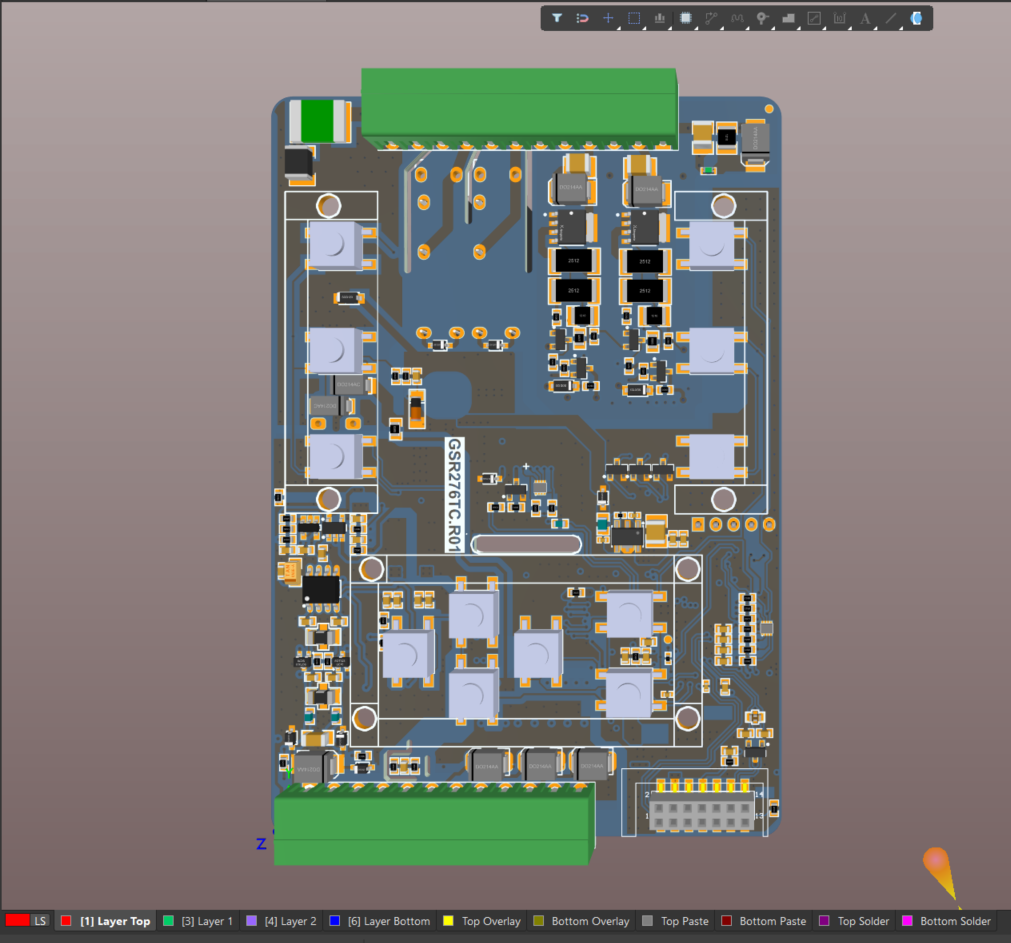 2512
2512
2512
2512
GSR276TC.R01
2
14
1
13
Z
LS
[1] Layer Top
[3] Layer 1
[4] Layer 2
[6] Layer Bottom
Top Overlay
Bottom Overlay
Top Paste
Bottom Paste
Top Solder
Bottom Solder